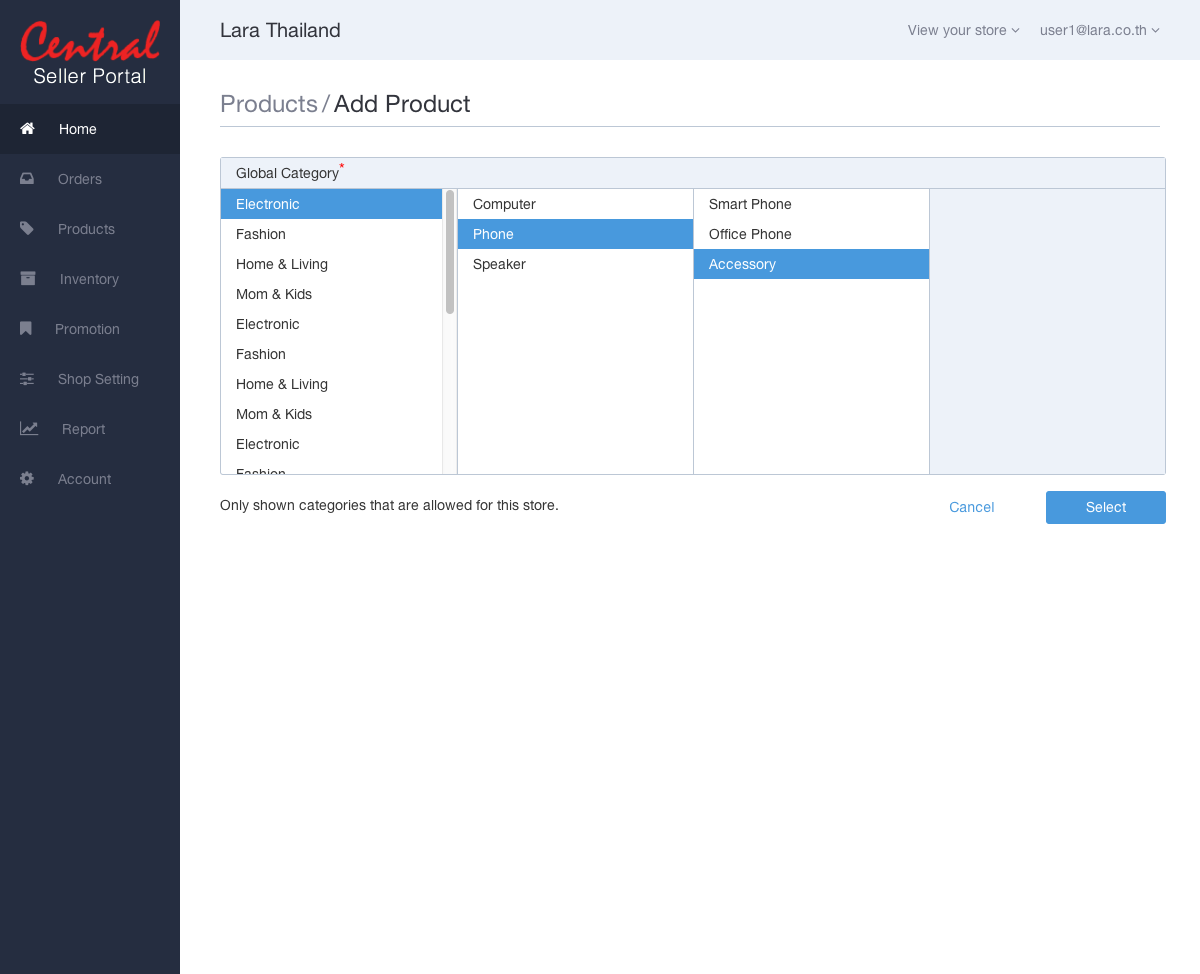 Central
Seller Portal
Home
Orders
Products
Inventory
Promotion
Shop Setting
Report
Account
Lara Thailand
View your store
user1@lara.co.th
Products / Add Product
Global Category*
Electronic
Fashion
Home & Living
Mom & Kids
Electronic
Fashion
Home & Living
Mom & Kids
Electronic
Fashion
Computer
Phone
Speaker
Smart Phone
Office Phone
Accessory
Only shown categories that are allowed for this store.
Cancel
Select